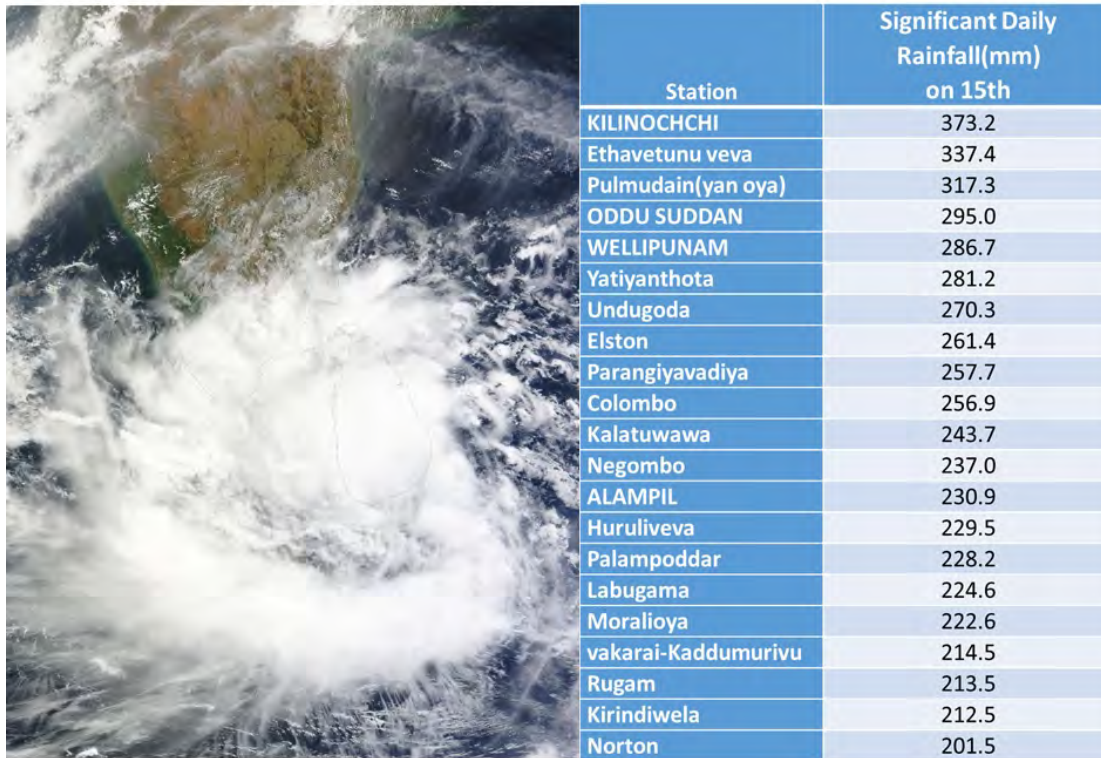 Station
Significant Daily
Rainfall(mm)
on 15th
KILINOCHCHI 373.2
Ethavetunu veva 337.4
Pulmudain(yan oya) 317.3
ODDU SUDDAN 295.0
WELLIPUNAM 286.7
Yatiyanthota 281.2
Undugoda 270.3
Elston 261.4
Parangiyavadiya 257.7
Colombo 256.9
Kalatuwawa 243.7
Negombo 237.0
ALAMPIL 230.9
Huruliveva 229.5
Palampoddar 228.2
Labugama 224.6
Moralioya 222.6
vakarai-Kaddumurivu 214.5
Rugam 213.5
Kirindiwela 212.5
Norton 201.5